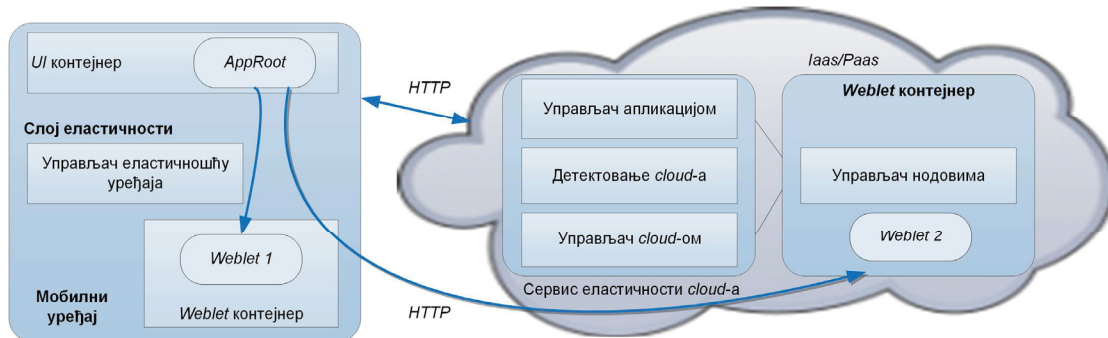 UI контејнер
AppRoot
Слој еластичности
Управљач еластичношћу
уређаја
Weblet 1
Weblet контејнер
Мобилни
уређај
HTTP
HTTP
Iaas/Paas
Управљач апликацијом
Детектовање cloud-а
Управљач cloud-ом
Сервис еластичности cloud-а
Weblet контејнер
Управљач нодовима
Weblet 2